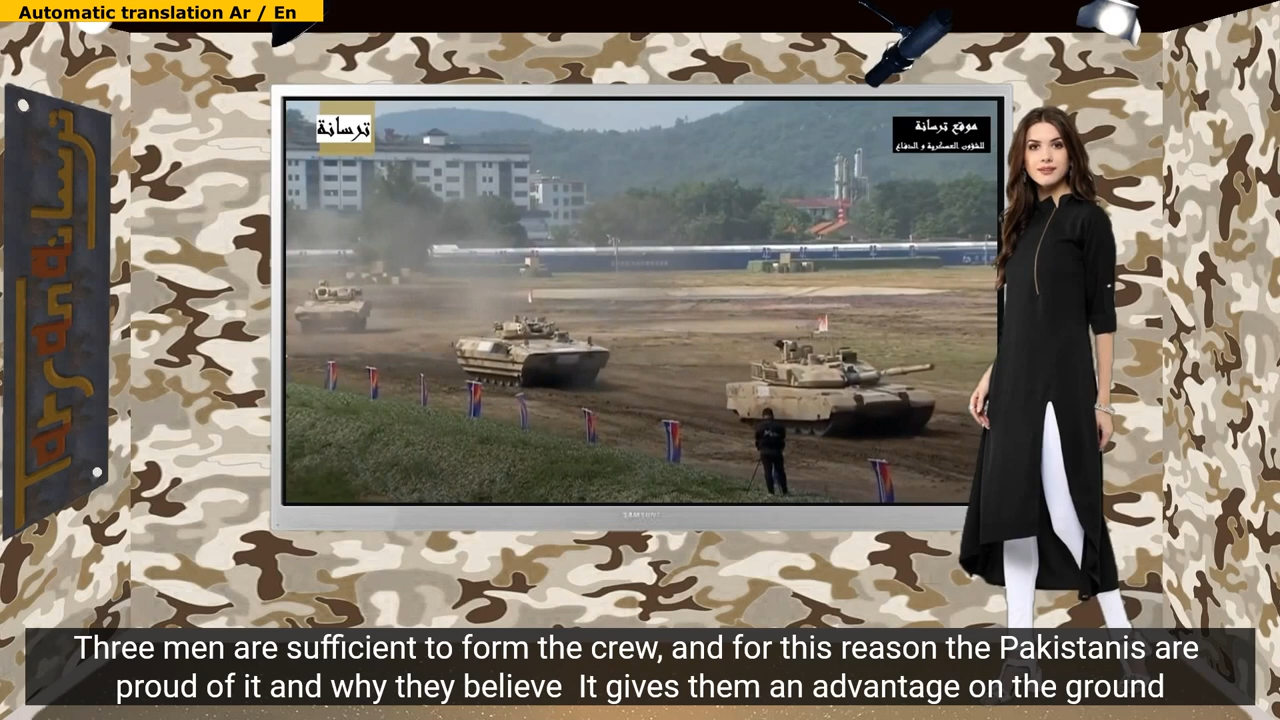 Automatic translation Ar / En
ترسانة
موقع ترسانة
للشؤون العسكرية و الدفاع
ترسانة
Tarsana
SAMSUNG
Three men are sufficient to form the crew, and for this reason the Pakistanis are
proud of it and why they believe It gives them an advantage on the ground